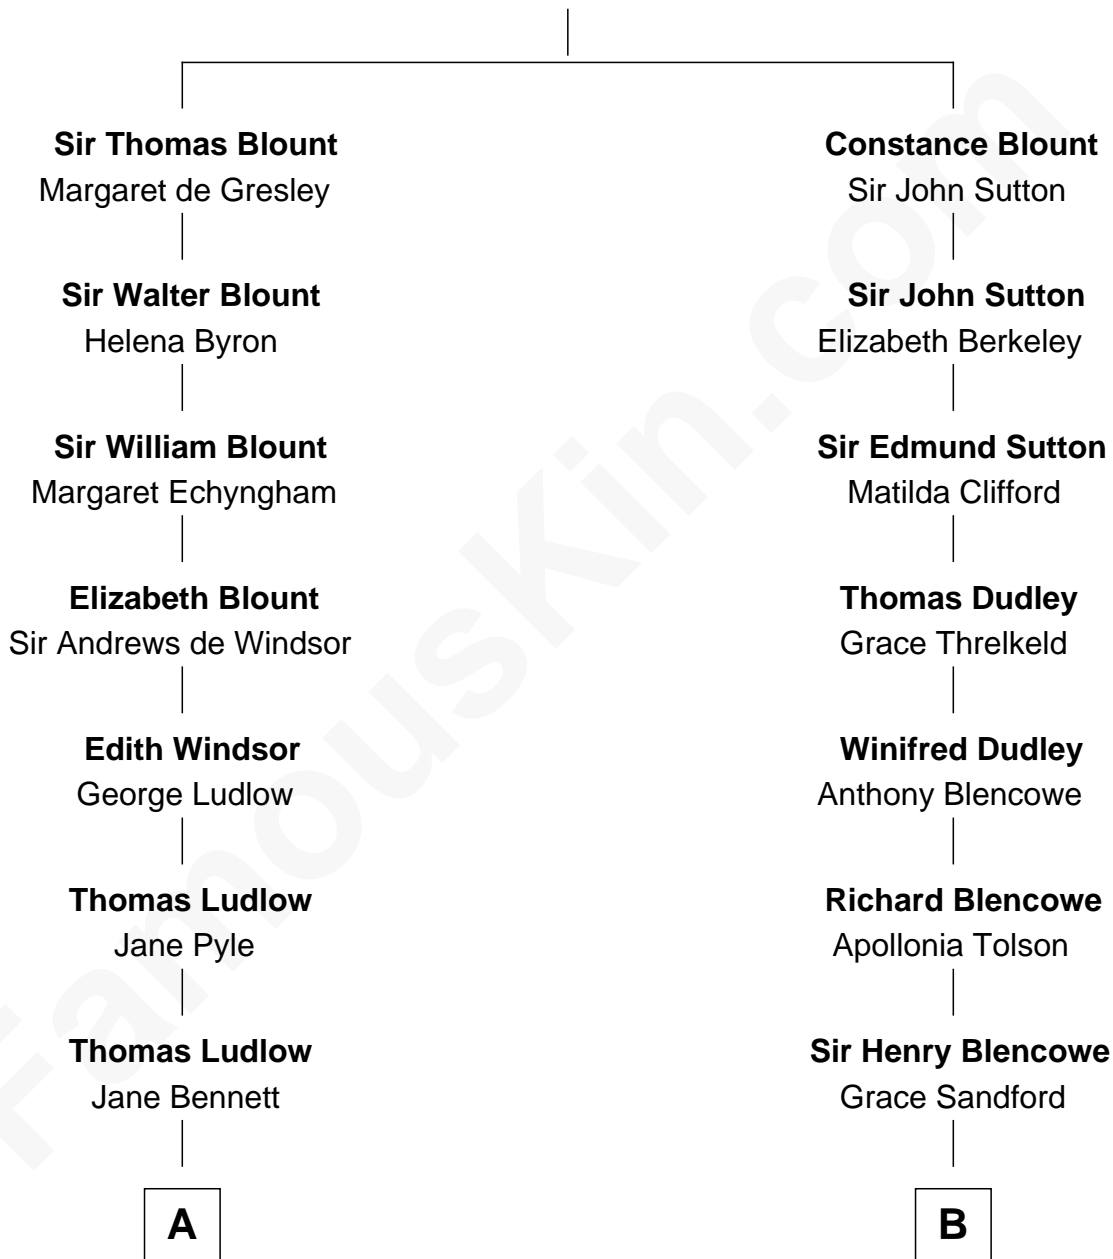 Sir Thomas Blount
Margaret de Gresley
Sir Walter Blount
Helena Byron
Sir William Blount
Margaret Echyngham
Elizabeth Blount
Sir Andrews de Windsor
Edith Windsor
George Ludlow
Thomas Ludlow
Jane Pyle
Thomas Ludlow
Jane Bennett
A
Constance Blount
Sir John Sutton
Sir John Sutton
Elizabeth Berkeley
Sir Edmund Sutton
Matilda Clifford
Thomas Dudley
Grace Threlkeld
Winifred Dudley
Anthony Blencowe
Richard Blencowe
Apollonia Tolson
Sir Henry Blencowe
Grace Sandford
B
FamousKin.com